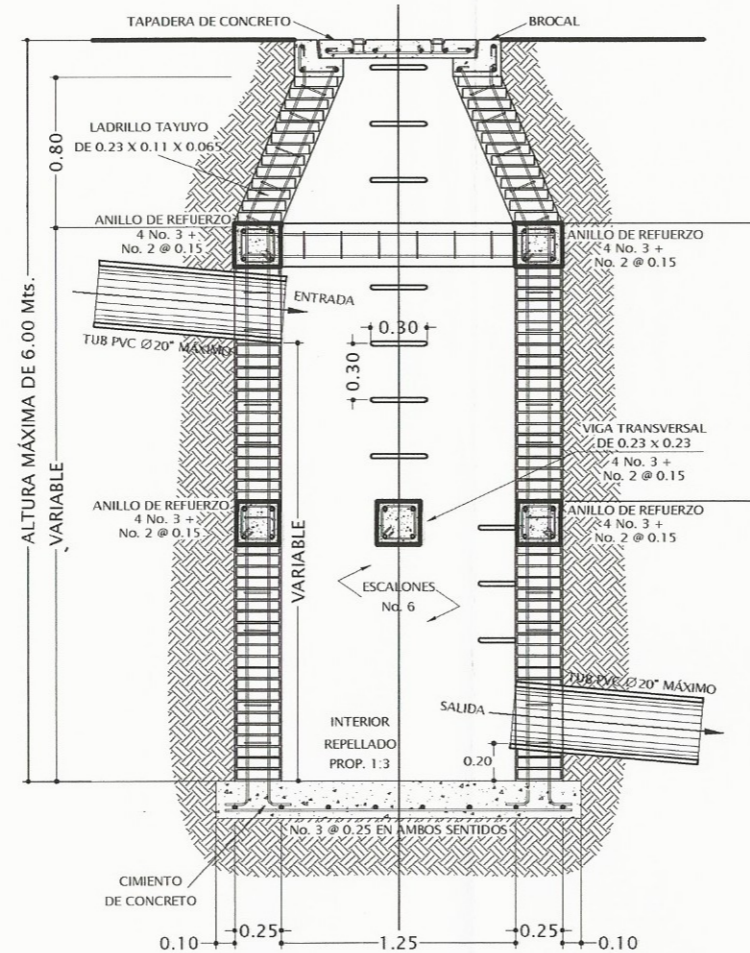 TAPADERA DE CONCRETO
BROCAL
LADRILLO TAYUYO
DE 0.23 X 0.11 X 0.065
0.80
ANILLO DE REFUERZO
4 No. 3 +
No. 2 @ 0.15
ANILLO DE REFUERZO
4 No. 3 +
No. 2 @ 0.15
ENTRADA
TUB PVC Ø20" MÁXIMO
0.30
0.30
ALTURA MÁXIMA DE 6.00 Mts.
VARIABLE
VARIABLE
VIGA TRANSVERSAL
DE 0.23 x 0.23
4 No. 3 +
No. 2 @ 0.15
ANILLO DE REFUERZO
4 No. 3 +
No. 2 @ 0.15
ANILLO DE REFUERZO
4 No. 3 +
No. 2 @ 0.15
ESCALONES
No. 6
TUB PVC Ø20" MÁXIMO
SALIDA
INTERIOR
REPELLADO
PROP. 1:3
0.20
No. 3 @ 0.25 EN AMBOS SENTIDOS
CIMIENTO
DE CONCRETO
0.10
0.25
1.25
0.25
0.10